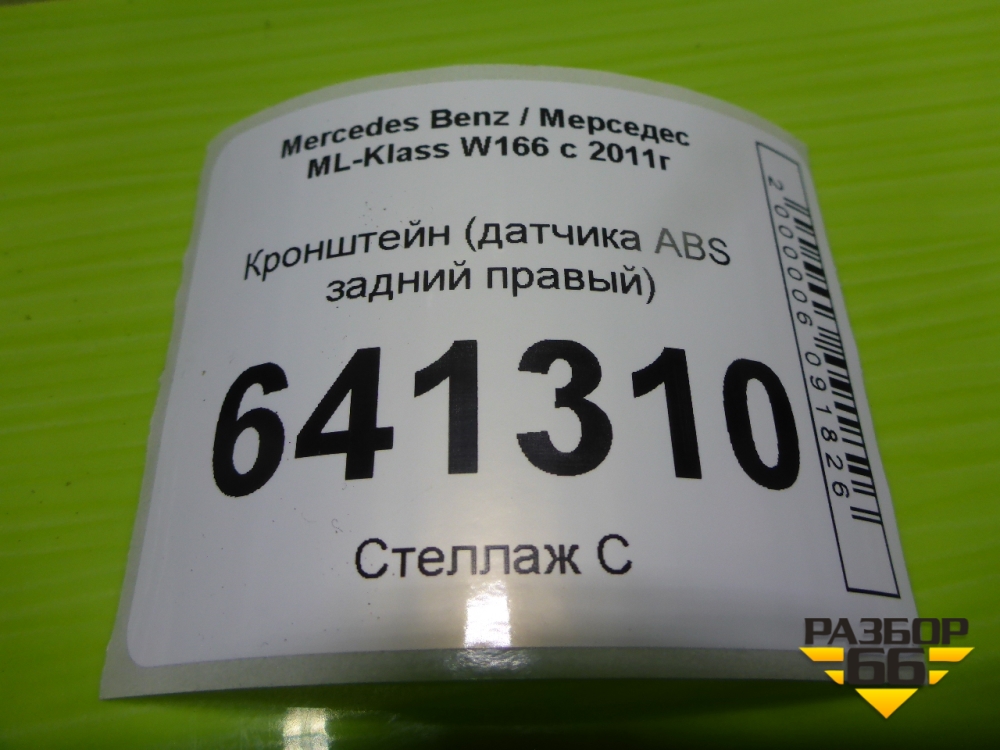 Mercedes Benz / Мерседес
ML-Klass W166 с 2011г
Кронштейн (датчика ABS
задний правый)
641310
Стеллаж С
2000006091826
РАЗБОР
66